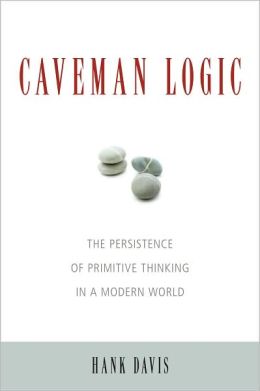 CAVEMAN LOGIC
THE PERSISTENCE
OF PRIMITIVE THINKING
IN A MODERN WORLD
HANK DAVIS